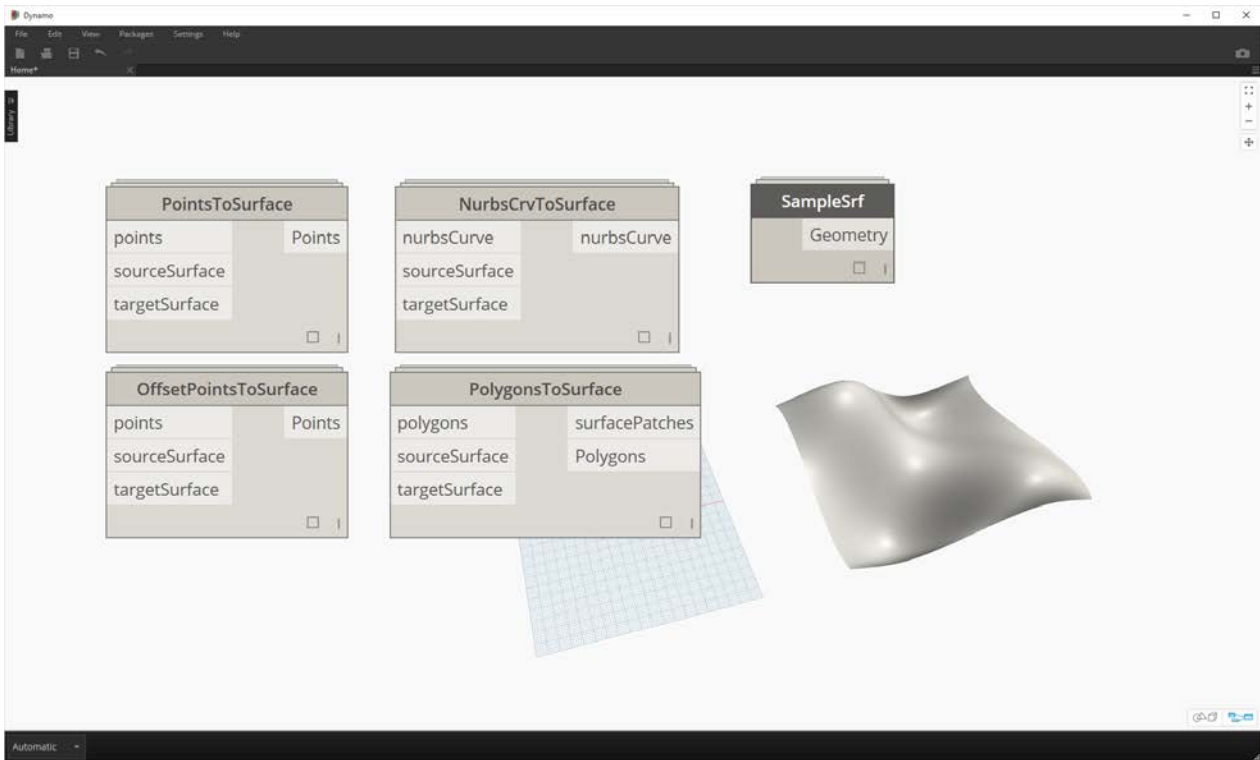 Dynamo
File Edit View Packages Settings Help
Home*
Library
PointsToSurface
points Points
sourceSurface
targetSurface
NurbsCrvToSurface
nurbsCurve nurbsCurve
sourceSurface
targetSurface
SampleSrf
Geometry
OffsetPointsToSurface
points Points
sourceSurface
targetSurface
PolygonsToSurface
polygons surfacePatches
sourceSurface Polygons
targetSurface
Automatic